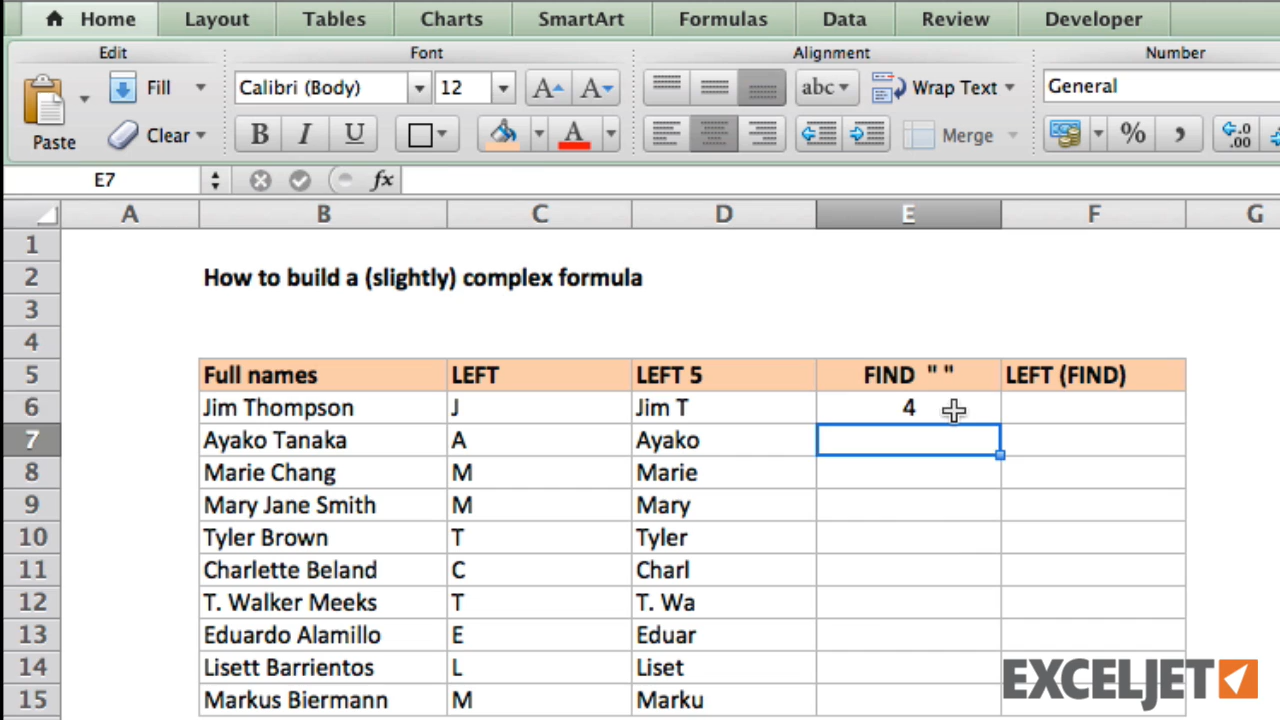 Home Layout Tables Charts SmartArt Formulas Data Review Developer
Edit Font Alignment Number
Fill Calibri (Body) 12 A A abc Wrap Text General
Paste Clear B I U A Merge % , .0 .00
E7 fx
A B C D E F G
1
2 How to build a (slightly) complex formula
3
4
5 Full names LEFT LEFT 5 FIND " " LEFT (FIND)
6 Jim Thompson J Jim T 4
7 Ayako Tanaka A Ayako
8 Marie Chang M Marie
9 Mary Jane Smith M Mary
10 Tyler Brown T Tyler
11 Charlette Beland C Charl
12 T. Walker Meeks T T. Wa
13 Eduardo Alamillo E Eduar
14 Lisett Barrientos L Liset
15 Markus Biermann M Marku
EXCELJET